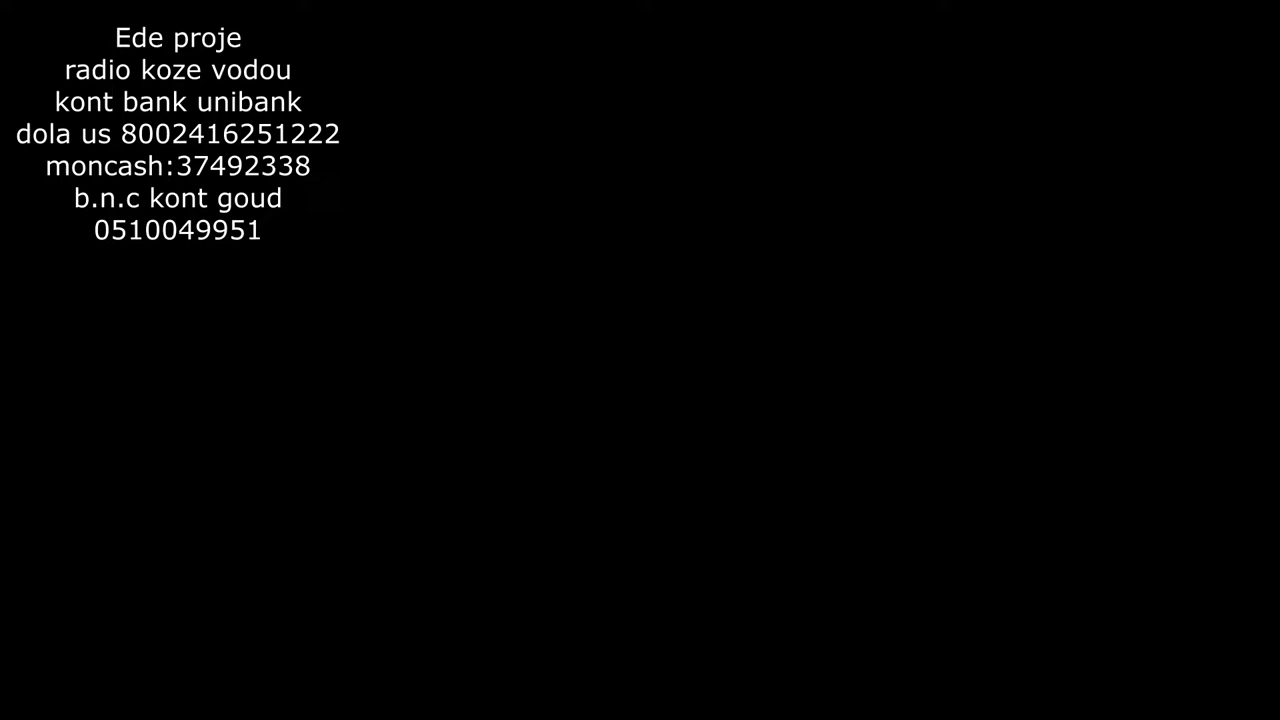 Ede proje
radio koze vodou
kont bank unibank
dola us 8002416251222
moncash:37492338
b.n.c kont goud
0510049951